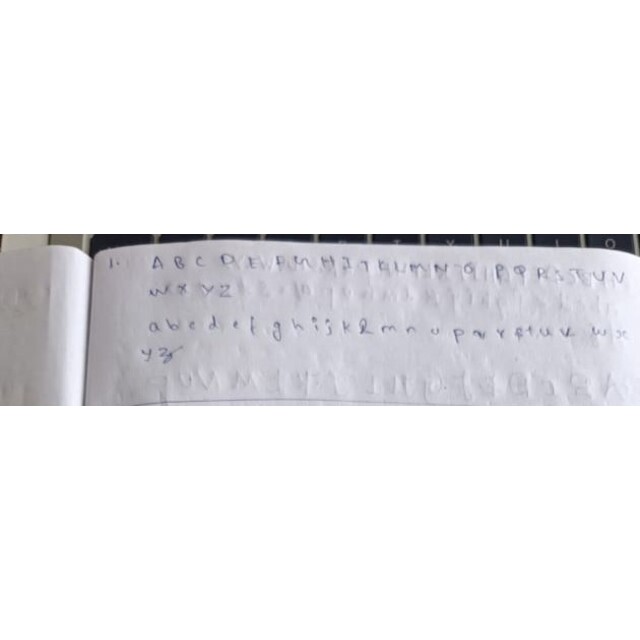 1. A B C D E F G H I J K L M N O P Q R S T U V
W X Y Z
a b c d e f g h i j k l m n o p q r s t u v w x
y z